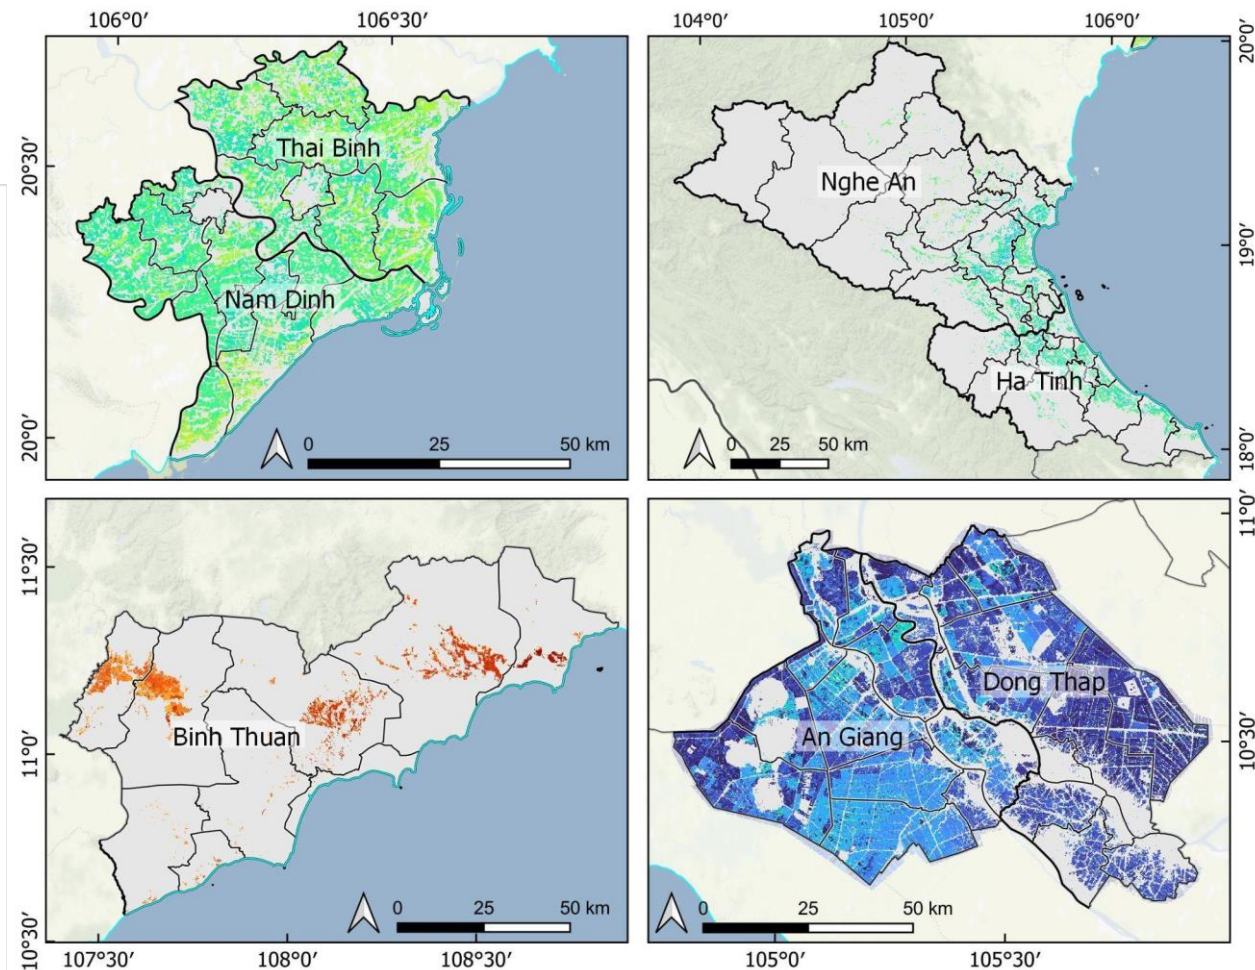 106°0′ 106°30′
104°0′ 105°0′ 106°0′
20°30′
20°0′
Thai Binh
Nam Dinh
0 25 50 km
20°0′
19°0′
18°0′
Nghe An
Ha Tinh
0 25 50 km
11°30′
11°0′
10°30′
Binh Thuan
0 25 50 km
107°30′ 108°0′ 108°30′
11°0′
10°30′
Dong Thap
An Giang
0 25 50 km
105°0′ 105°30′